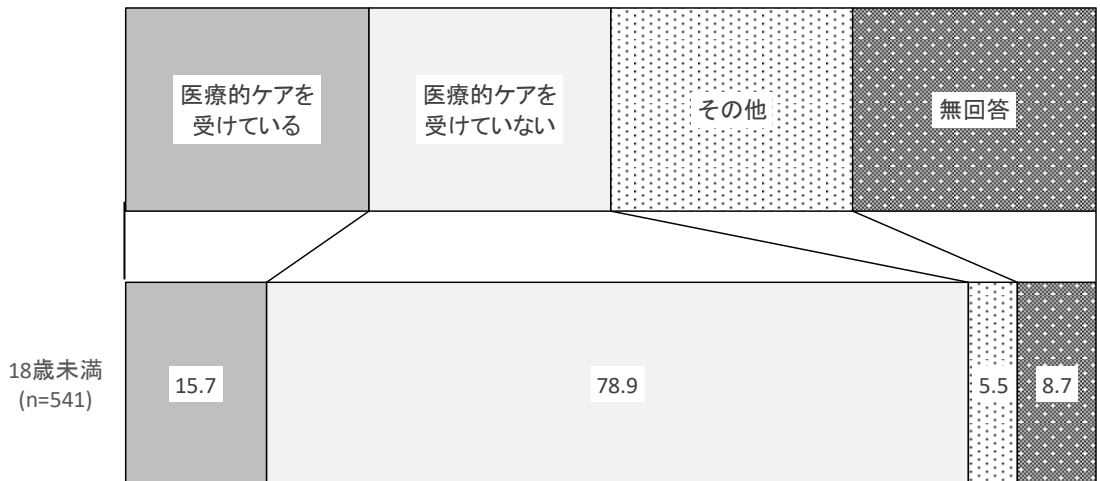 医療的ケアを
受けている
医療的ケアを
受けていない
その他
無回答
18歳未満
(n=541)
15.7
78.9
5.5
8.7